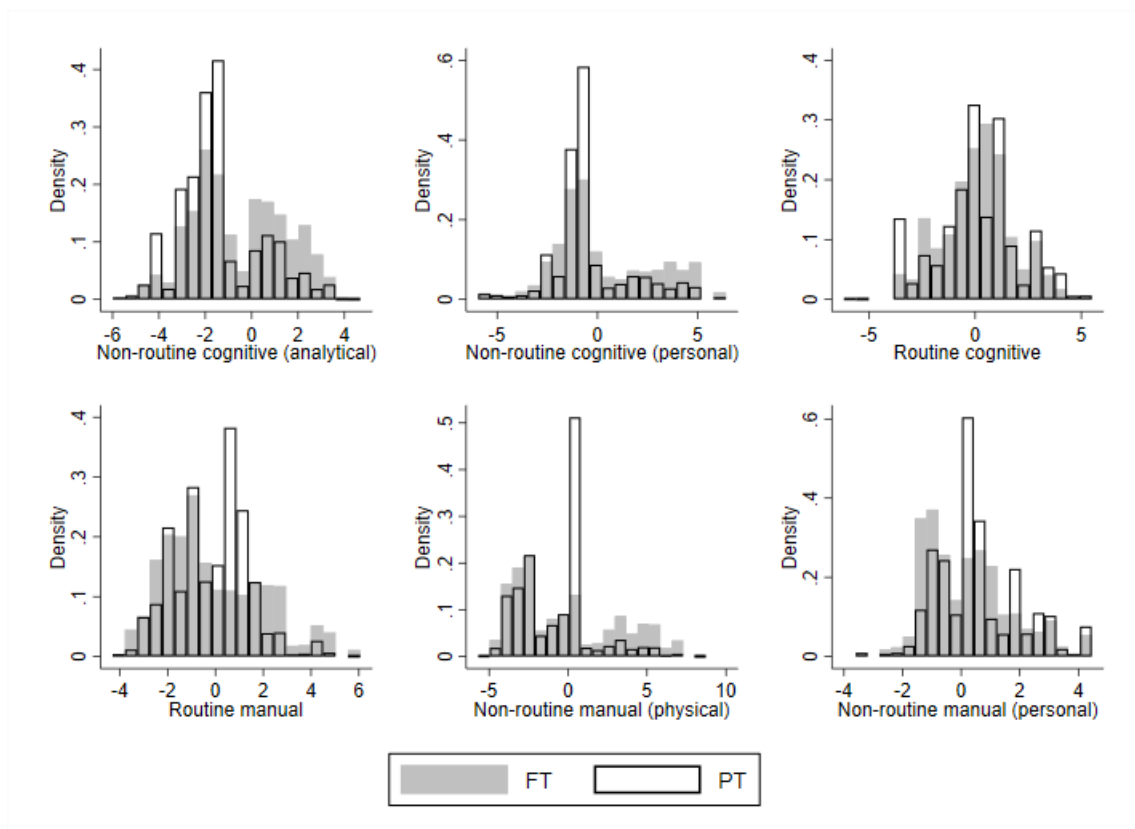 Density
.4
.3
.2
.1
0
-6 -4 -2 0 2 4
Non-routine cognitive (analytical)
Density
.6
.4
.2
0
-5 0 5
Non-routine cognitive (personal)
Density
.4
.3
.2
.1
0
-5 0 5
Routine cognitive
Density
.4
.3
.2
.1
0
-4 -2 0 2 4 6
Routine manual
Density
.5
.4
.3
.2
.1
0
-5 0 5 10
Non-routine manual (physical)
Density
.6
.4
.2
0
-4 -2 0 2 4
Non-routine manual (personal)
FT PT